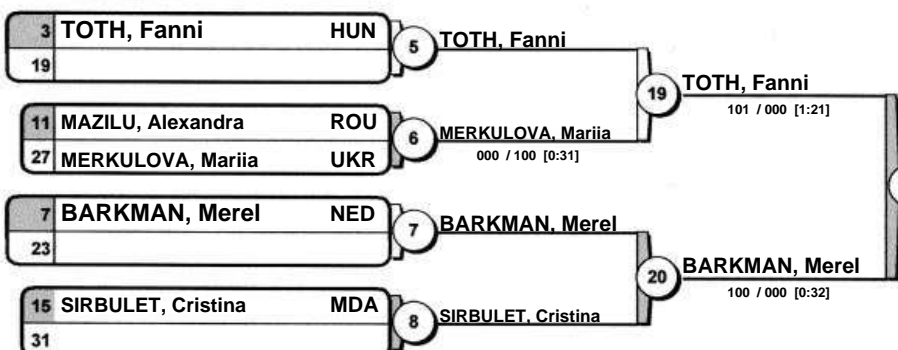 3 TOTH, Fanni HUN
19
5
TOTH, Fanni
11 MAZILU, Alexandra ROU
27 MERKULOVA, Mariia UKR
6
MERKULOVA, Mariia
000 / 100 [0:31]
19
TOTH, Fanni
101 / 000 [1:21]
7 BARKMAN, Merel NED
23
7
BARKMAN, Merel
15 SIRBULET, Cristina MDA
31
8
SIRBULET, Cristina
20
BARKMAN, Merel
100 / 000 [0:32]